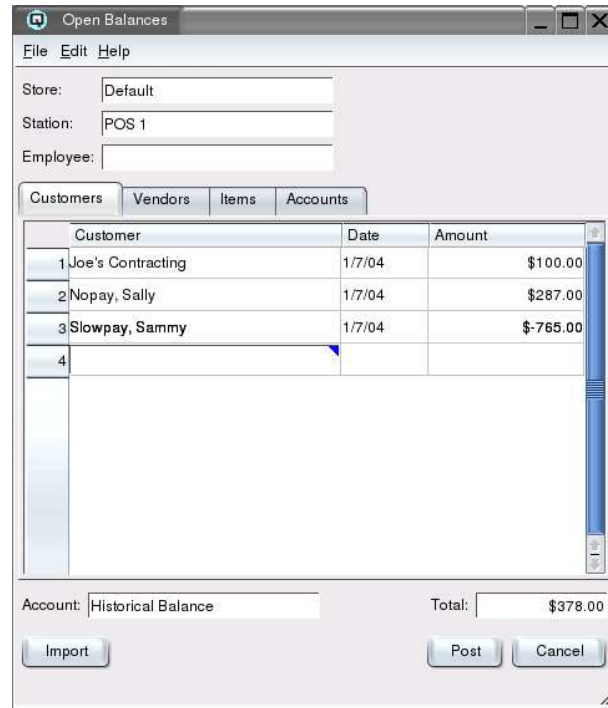 Open Balances
File Edit Help
Store: Default
Station: POS 1
Employee:
Customers Vendors Items Accounts
Customer Date Amount
1 Joe's Contracting 1/7/04 $100.00
2 Nopay, Sally 1/7/04 $287.00
3 Slowpay, Sammy 1/7/04 $-765.00
4
Account: Historical Balance Total: $378.00
Import Post Cancel